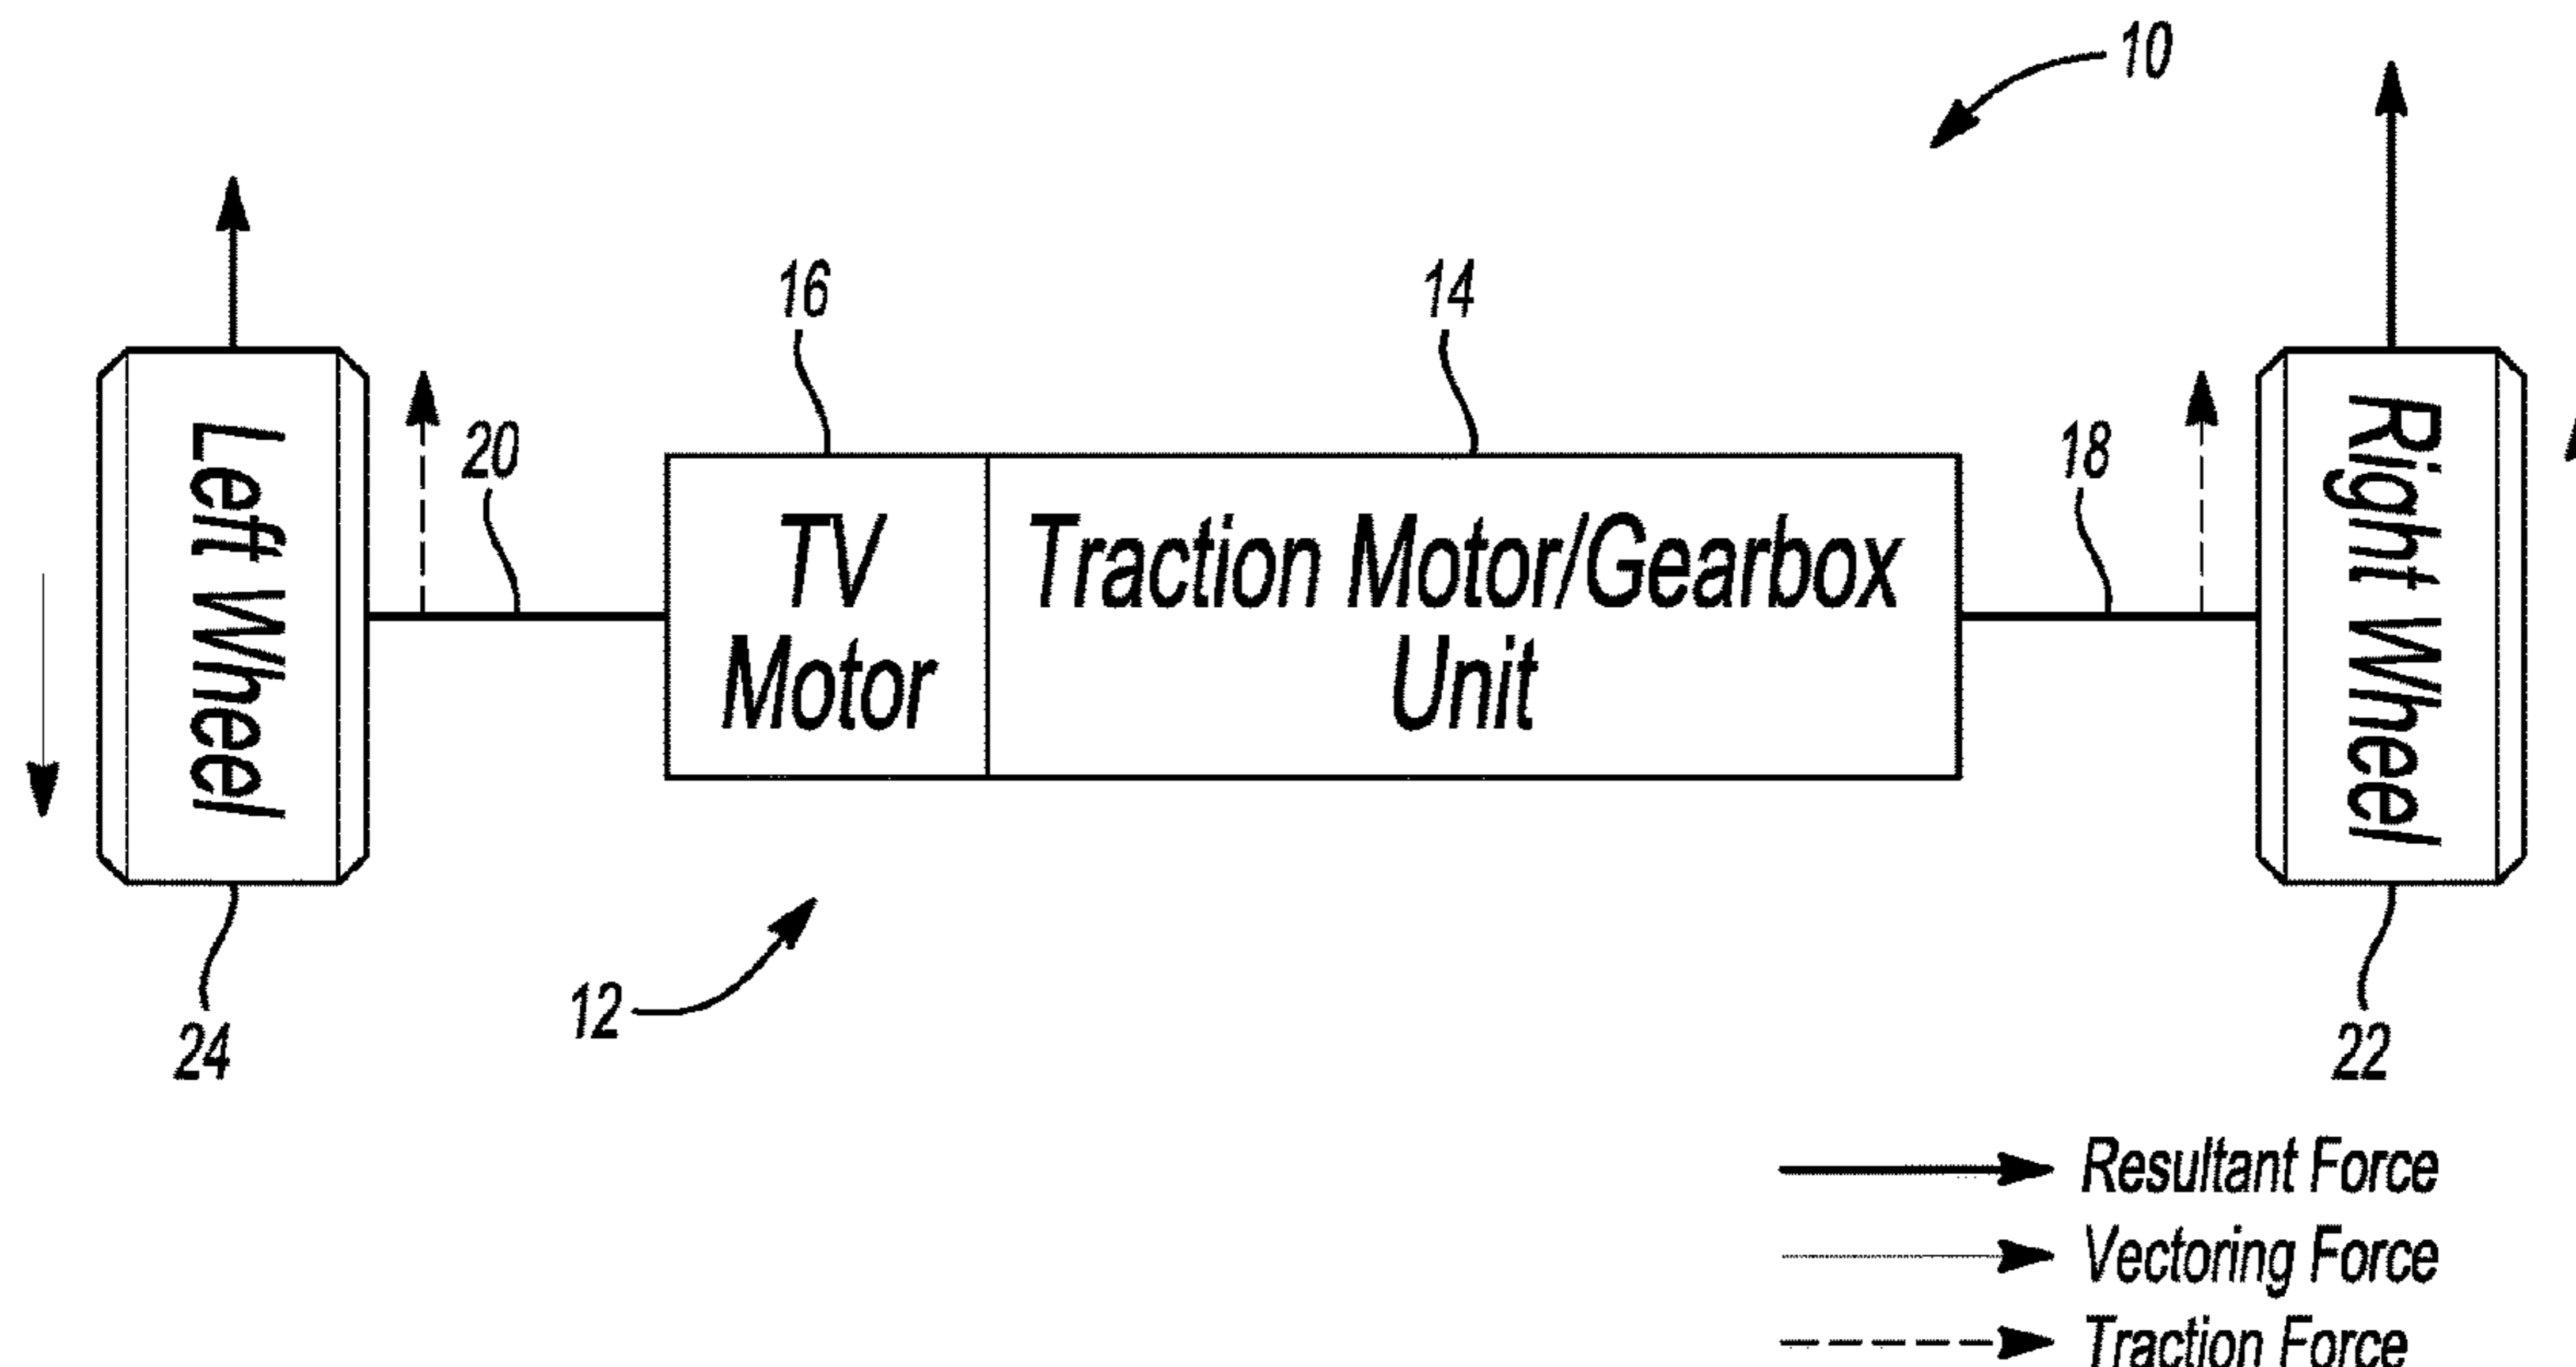 10
16
14
20
18
TV
Motor
Traction Motor/Gearbox
Unit
Left Wheel
Right Wheel
12
24
22
Resultant Force
Vectoring Force
Traction Force